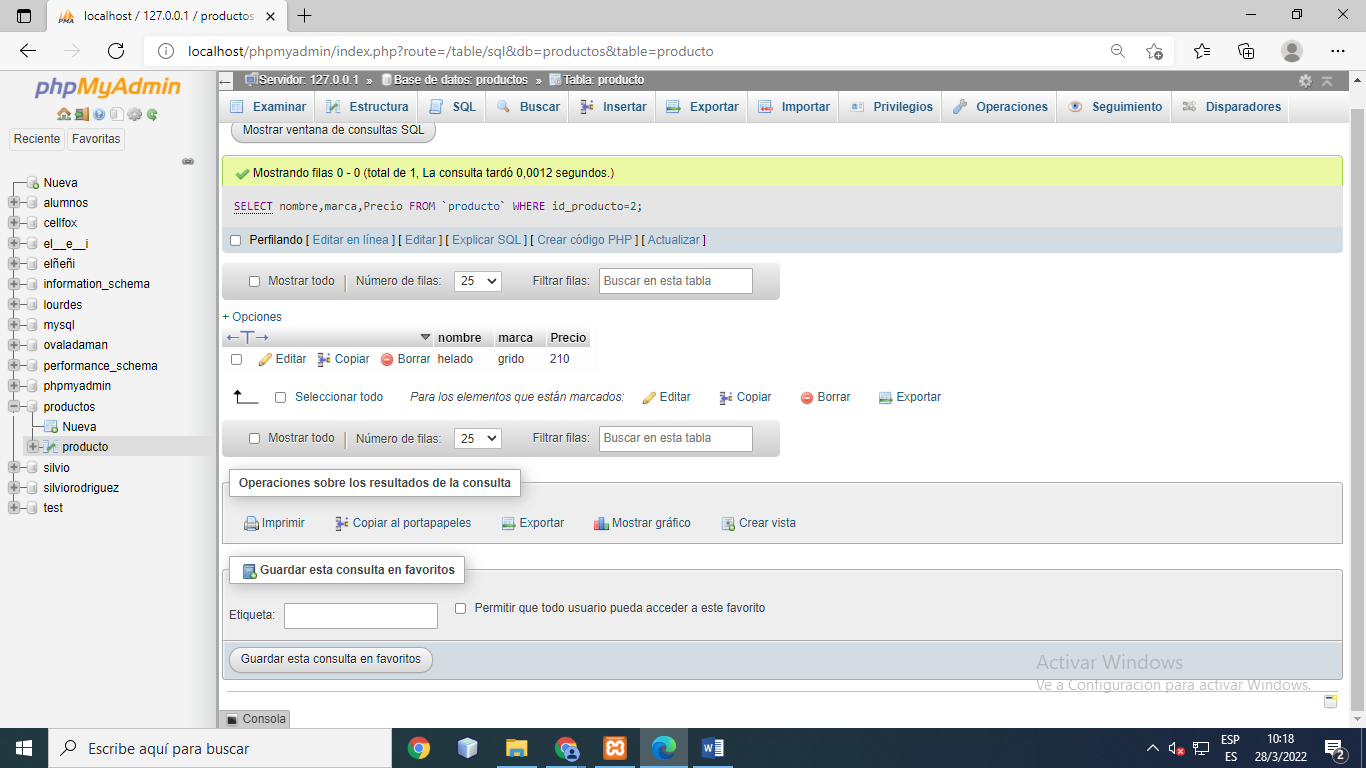 localhost / 127.0.0.1 / productos
localhost/phpmyadmin/index.php?route=/table/sql&db=productos&table=producto
phpMyAdmin
Reciente Favoritas
Nueva
alumnos
cellfox
el__e_i
elñeñi
information_schema
lourdes
mysql
ovaladaman
performance_schema
phpmyadmin
productos
Nueva
producto
silvio
silviorodriguez
test
Servidor: 127.0.0.1 » Base de datos: productos » Tabla: producto
Examinar Estructura SQL Buscar Insertar Exportar Importar Privilegios Operaciones Seguimiento Disparadores
Mostrar ventana de consultas SQL
Mostrando filas 0 - 0 (total de 1, La consulta tardó 0,0012 segundos.)
SELECT nombre,marca,Precio FROM `producto` WHERE id_producto=2;
Perfilando [ Editar en línea ] [ Editar ] [ Explicar SQL ] [ Crear código PHP ] [ Actualizar ]
Mostrar todo Número de filas: 25 Filtrar filas: Buscar en esta tabla
+ Opciones
nombre marca Precio
Editar Copiar Borrar helado grido 210
Seleccionar todo Para los elementos que están marcados: Editar Copiar Borrar Exportar
Mostrar todo Número de filas: 25 Filtrar filas: Buscar en esta tabla
Operaciones sobre los resultados de la consulta
Imprimir Copiar al portapapeles Exportar Mostrar gráfico Crear vista
Guardar esta consulta en favoritos
Etiqueta: Permitir que todo usuario pueda acceder a este favorito
Guardar esta consulta en favoritos
Activar Windows
Ve a Configuración para activar Windows.
Consola
Escribe aquí para buscar
ESP
ES
10:18
28/3/2022
2